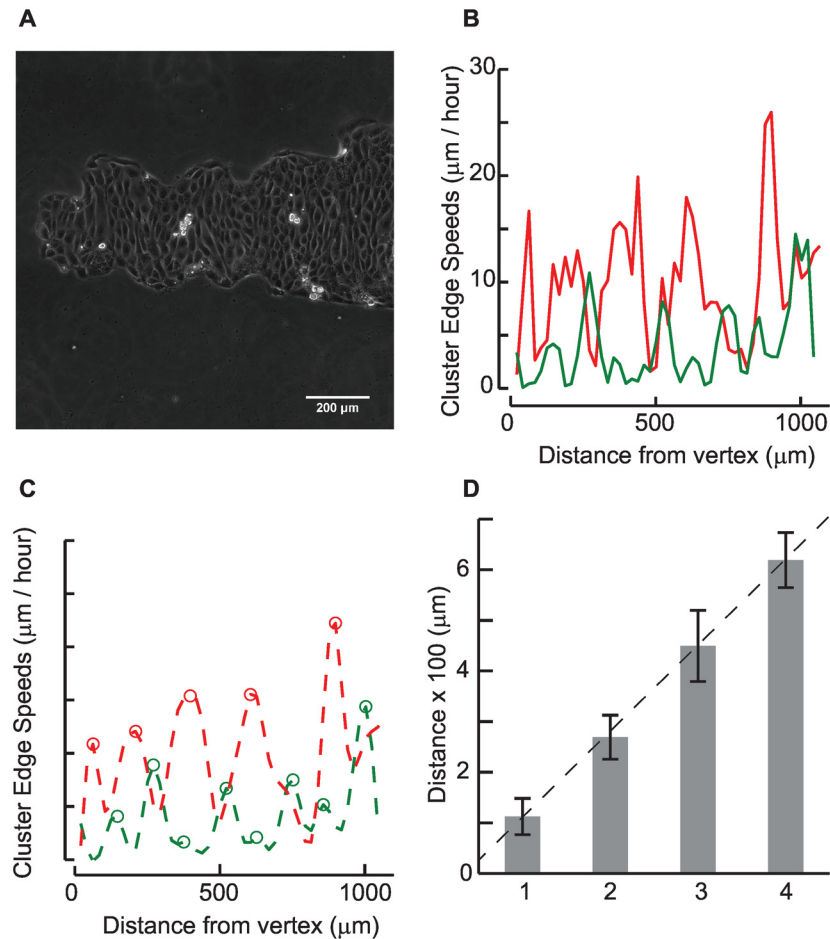 A
200 μm
B
Cluster Edge Speeds (μm / hour)
30
20
10
0
0 500 1000
Distance from vertex (μm)
C
Cluster Edge Speeds (μm / hour)
0 500 1000
Distance from vertex (μm)
D
Distance x 100 (μm)
6
4
2
0
1 2 3 4